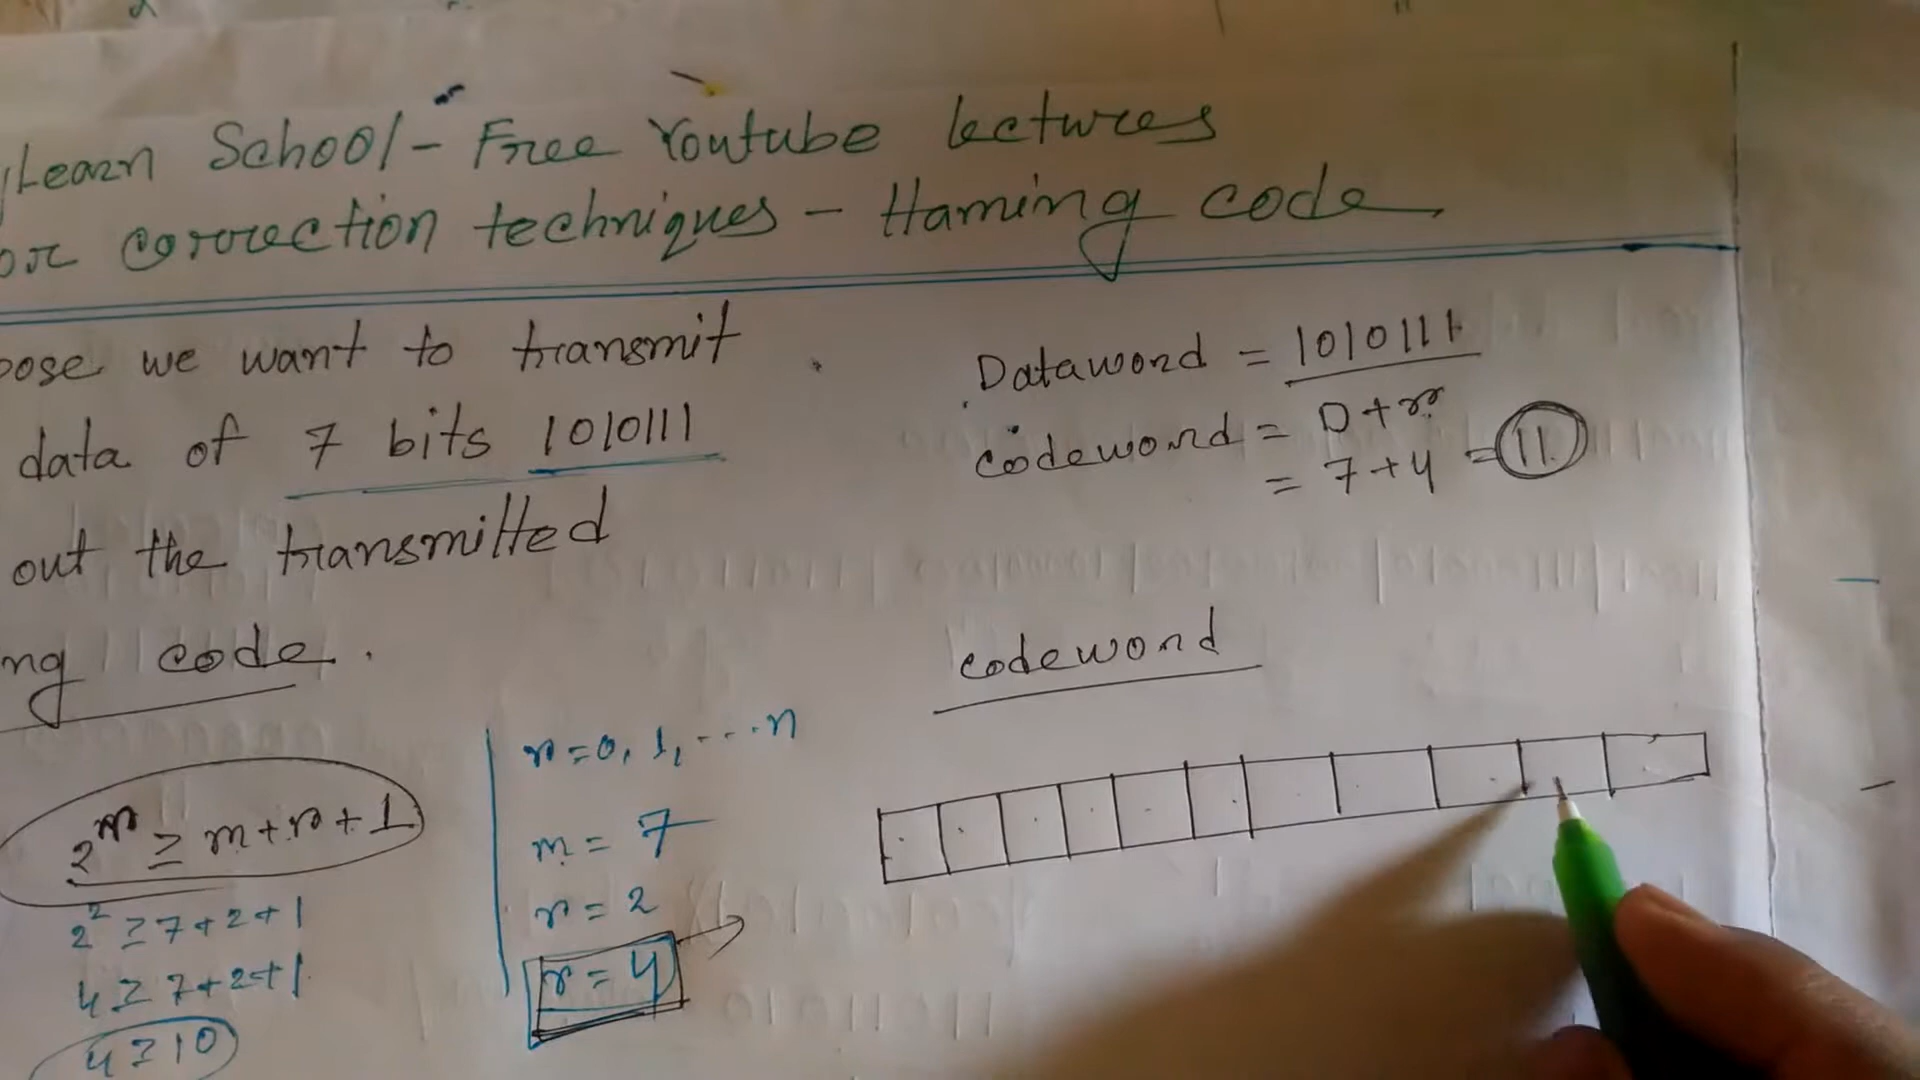 Learn School - Free Youtube lectures
correction techniques - Haming code
we want to transmit
data of 7 bits 1010111
out the transmitted
code.
Dataword = 1010111
codeword = D + r
= 7 + 4 = 11
codeword
2^r ≥ m + r + 1
2^2 ≥ 7 + 2 + 1
4 ≥ 7 + 2 + 1
4 ≥ 10
r = 0, 1, ... n
m = 7
r = 2
r = 4